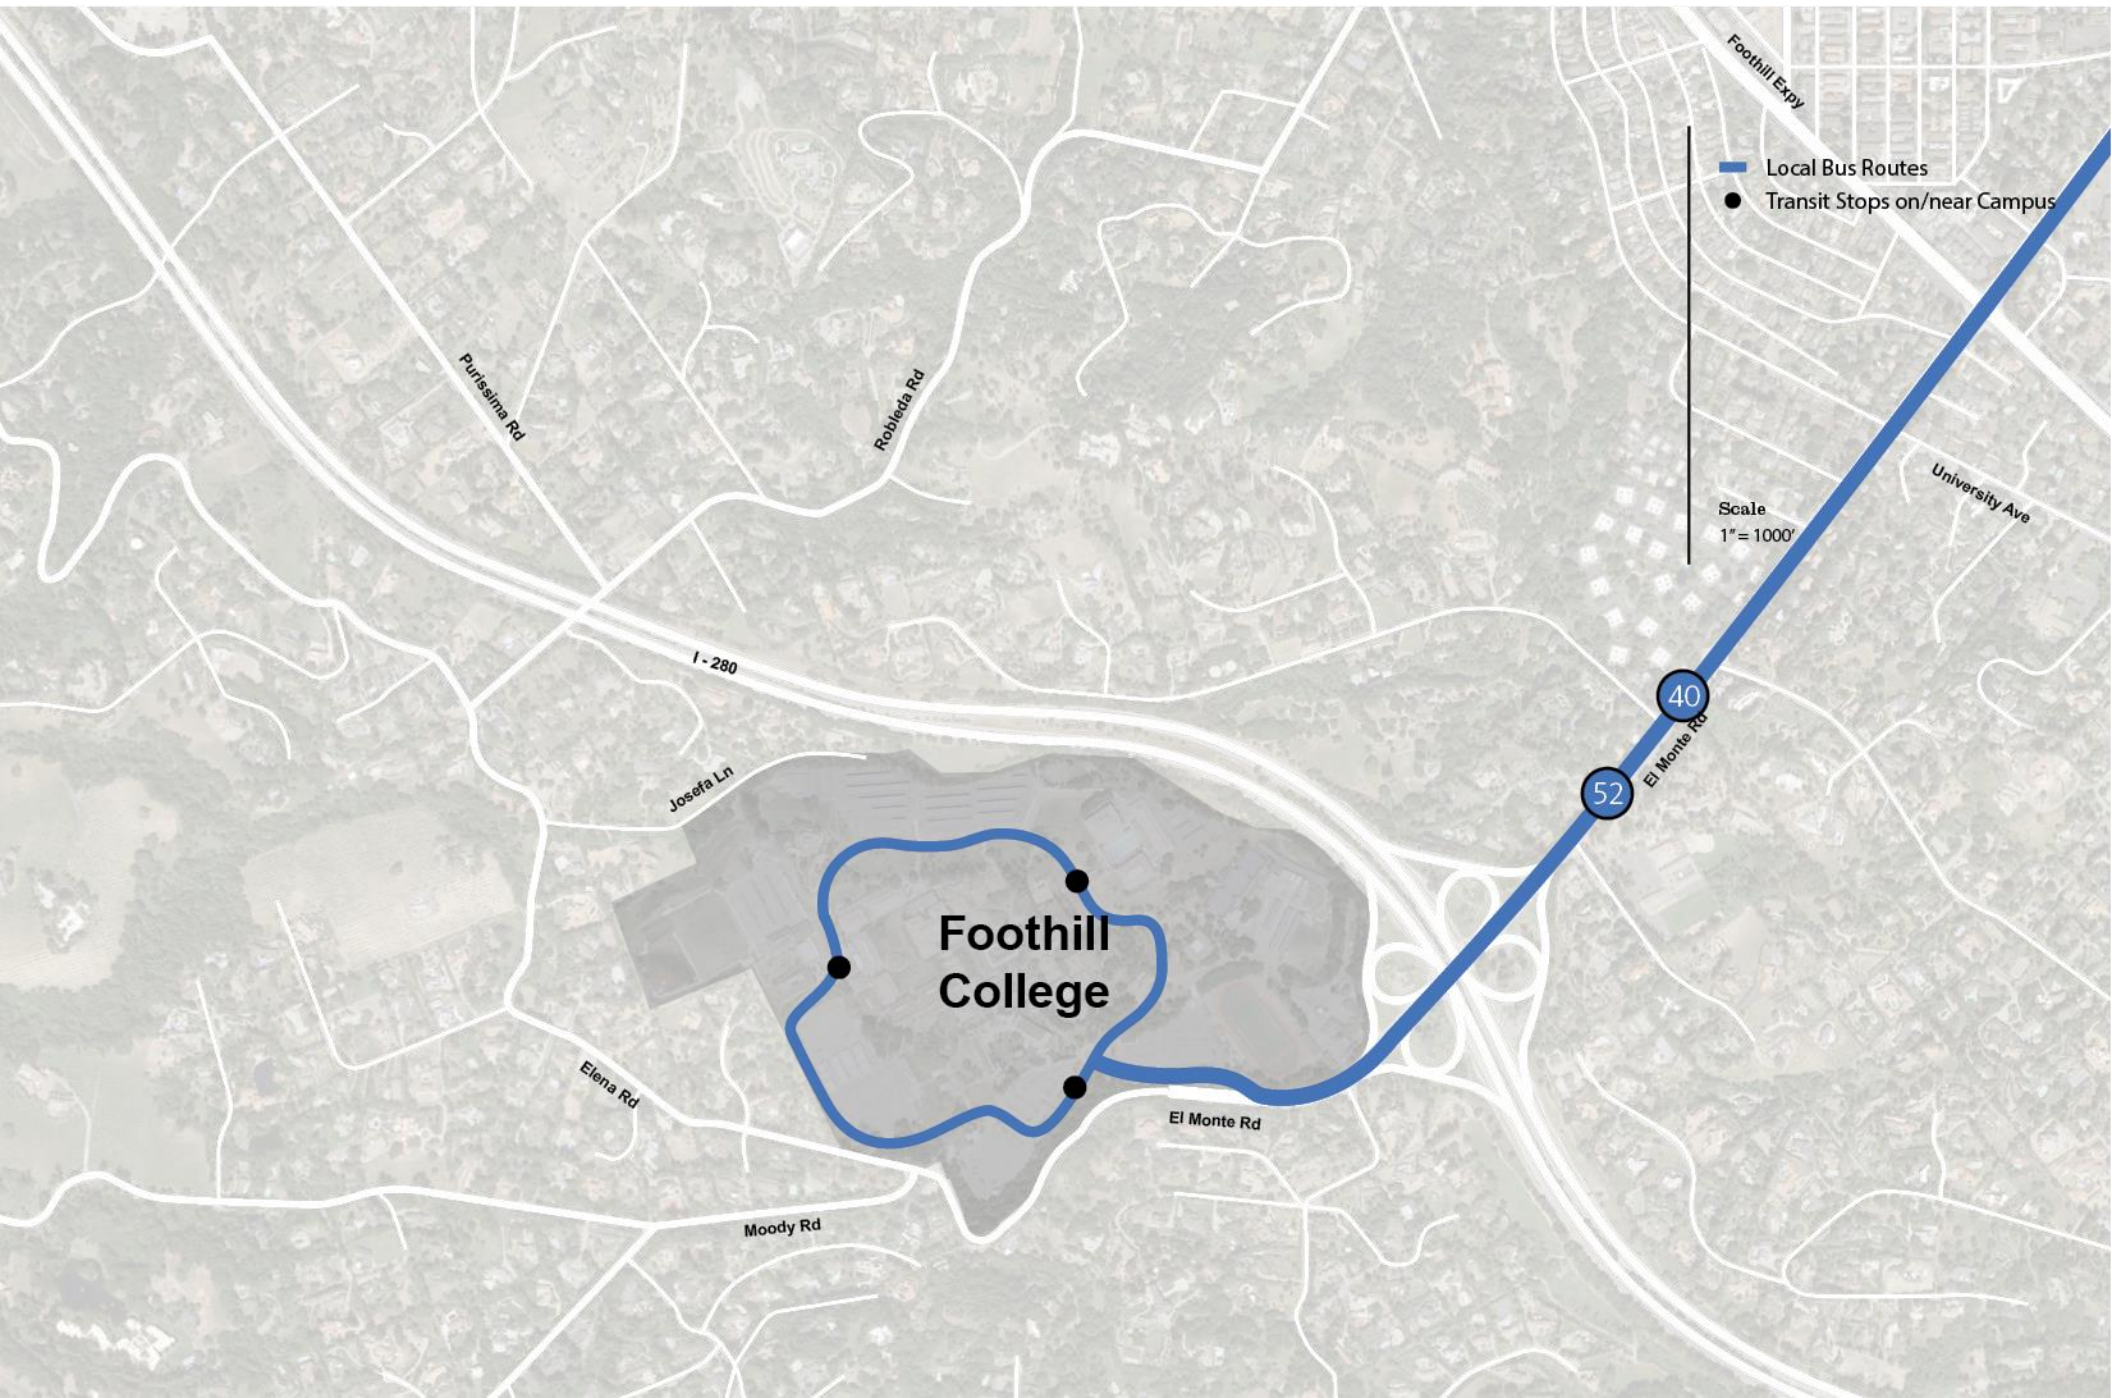 Foothill Expy
Local Bus Routes
Transit Stops on/near Campus
Purissima Rd
Robleda Rd
University Ave
Scale
1"= 1000'
I - 280
40
El Monte Rd
52
Josefa Ln
Foothill
College
Elena Rd
El Monte Rd
Moody Rd